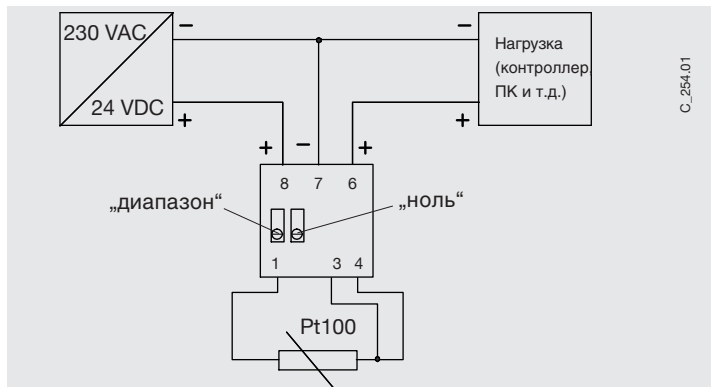 230 VAC
24 VDC
−
+
−
+
Нагрузка
(контроллер,
ПК и т.д.)
C_254.01
+
−
+
8 7 6
„диапазон“
„ноль“
1 3 4
Pt100